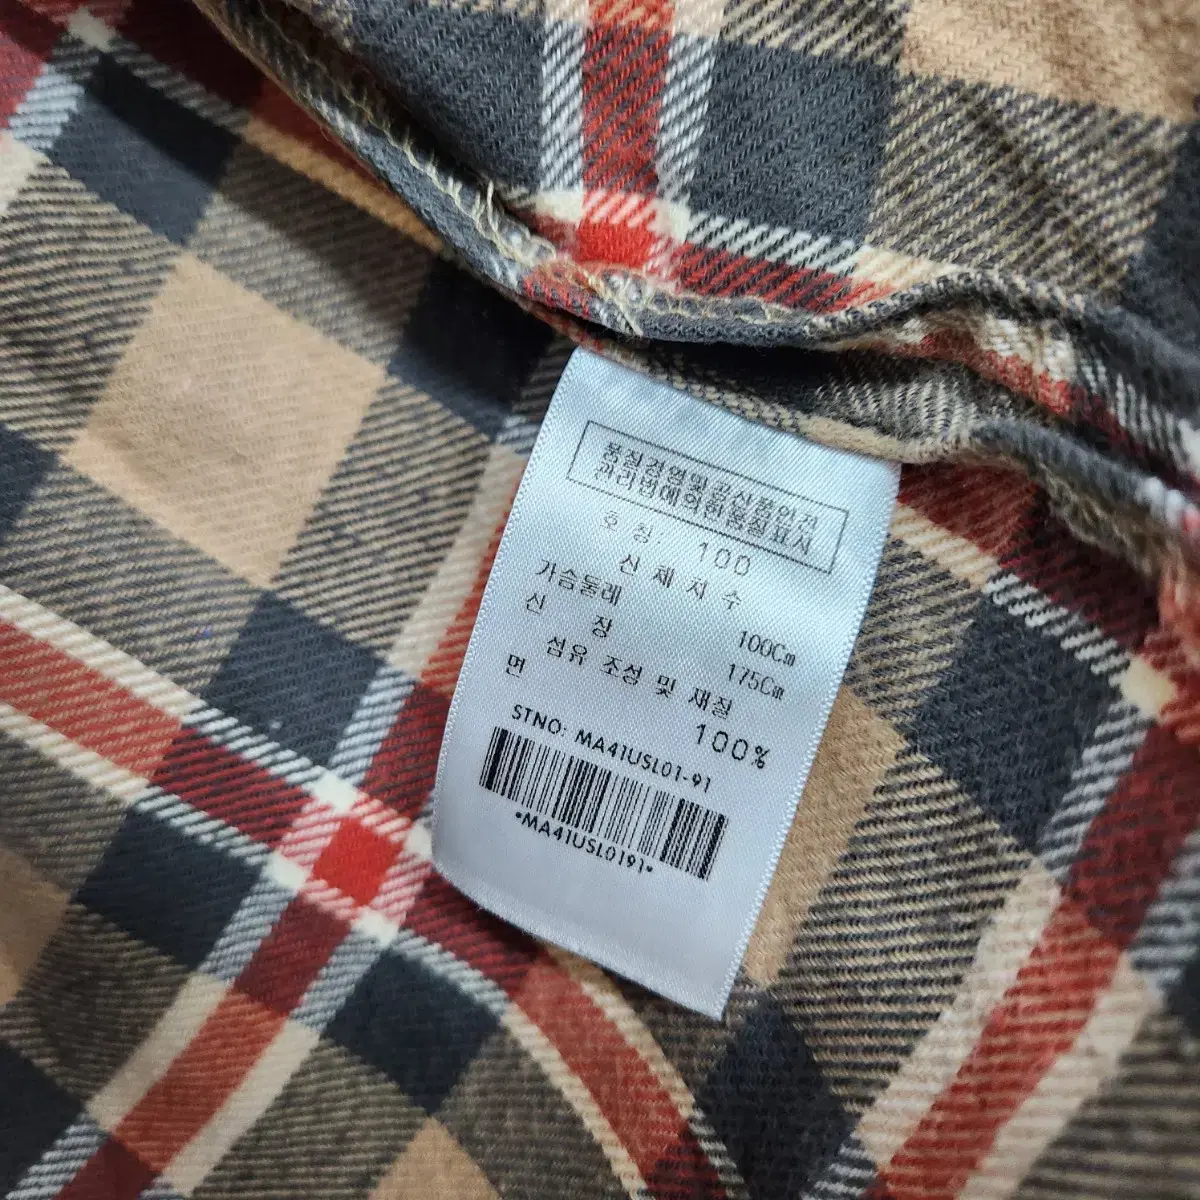 품질경영및공산품안전
관리법에의한품질표시
호칭: 100
신 체 치 수
가슴둘레 100Cm
신 장 175Cm
섬유 조성 및 재질
면 100%
STNO: MA41USL01-91
*MA41USL0191*